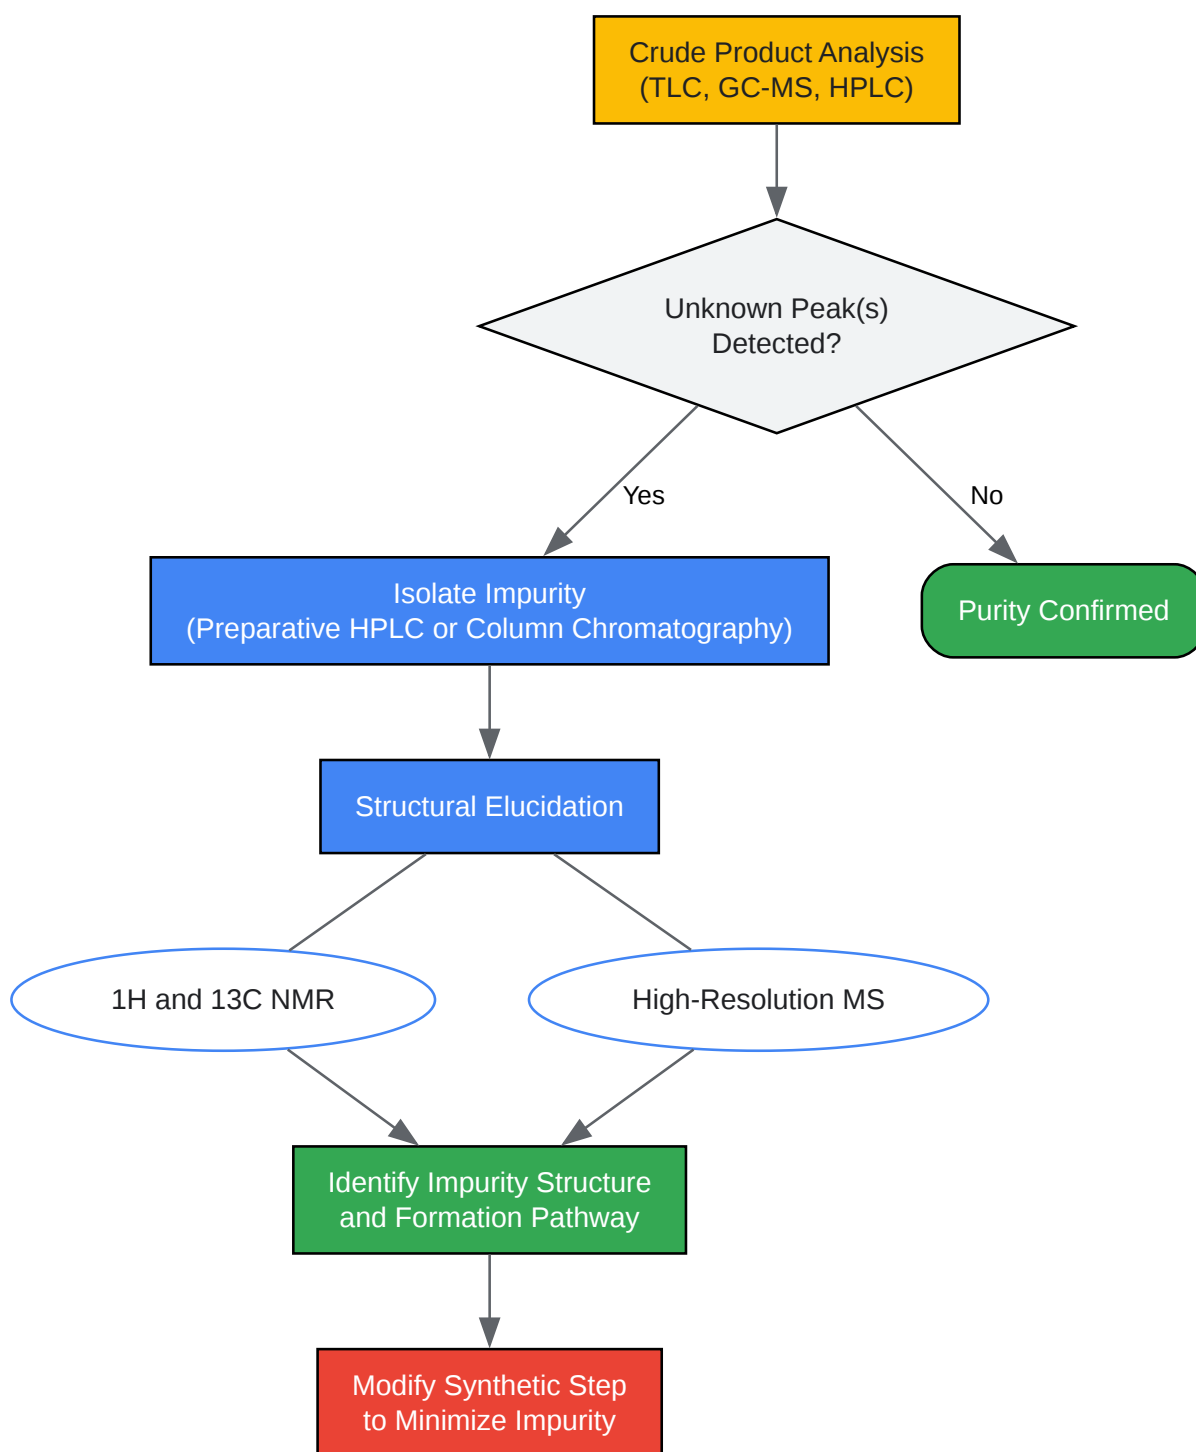 Crude Product Analysis
(TLC, GC-MS, HPLC)
Unknown Peak(s)
Detected?
Yes
No
Isolate Impurity
(Preparative HPLC or Column Chromatography)
Purity Confirmed
Structural Elucidation
1H and 13C NMR
High-Resolution MS
Identify Impurity Structure
and Formation Pathway
Modify Synthetic Step
to Minimize Impurity